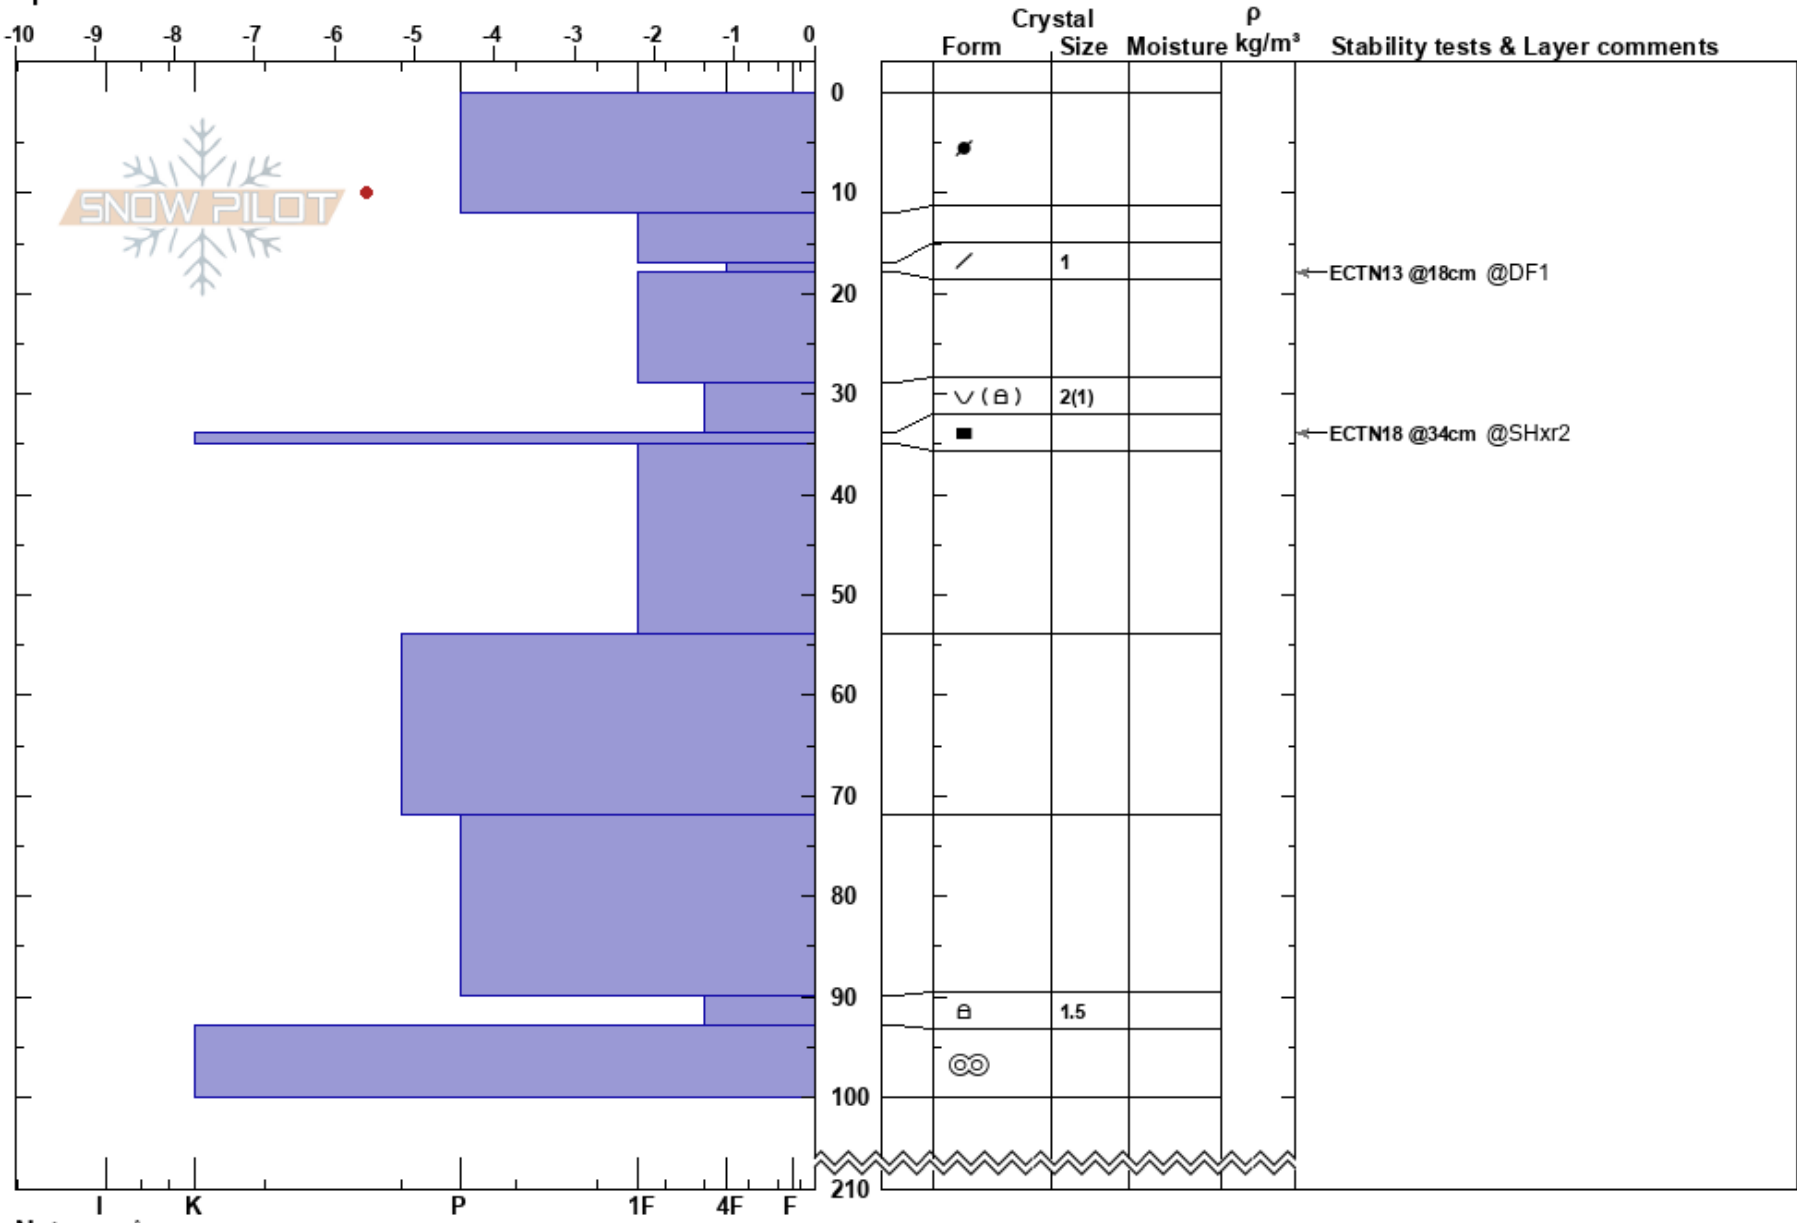 Crystal ρ
-10 -9 -8 -7 -6 -5 -4 -3 -2 -1 0 Form Size Moisture kg/m³ Stability tests & Layer comments
0
SNOW PILOT
10
1
ECTN13 @18cm @DF1
20
30
2(1)
ECTN18 @34cm @SHxr2
40
50
60
70
80
90
1.5
100
210
I K P 1F 4F F